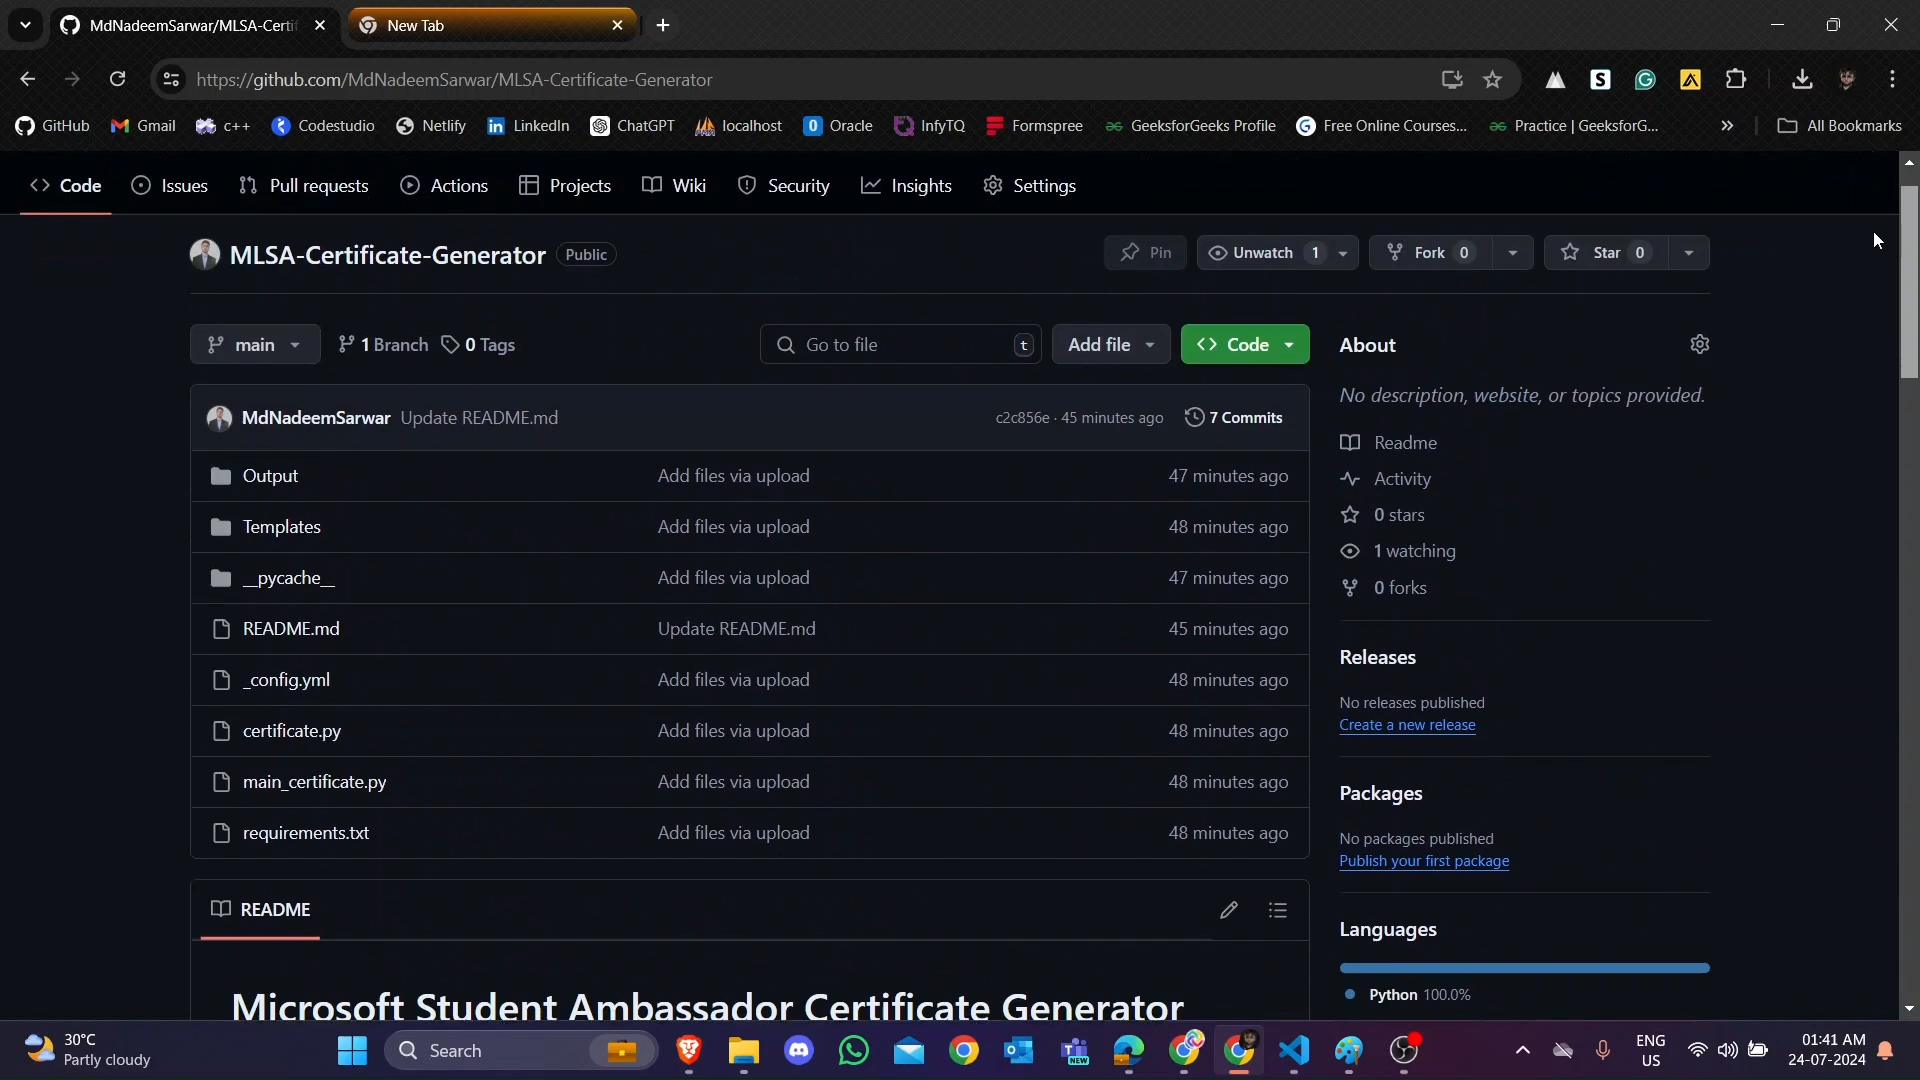 MdNadeemSarwar/MLSA-Certif
New Tab
https://github.com/MdNadeemSarwar/MLSA-Certificate-Generator
GitHub
Gmail
c++
Codestudio
Netlify
LinkedIn
ChatGPT
localhost
Oracle
InfyTQ
Formspree
GeeksforGeeks Profile
Free Online Courses...
Practice | GeeksforG...
All Bookmarks
Code
Issues
Pull requests
Actions
Projects
Wiki
Security
Insights
Settings
MLSA-Certificate-Generator Public
Pin
Unwatch 1
Fork 0
Star 0
main
1 Branch
0 Tags
Go to file t
Add file
Code
MdNadeemSarwar Update README.md c2c856e · 45 minutes ago 7 Commits
Output Add files via upload 47 minutes ago
Templates Add files via upload 48 minutes ago
__pycache__ Add files via upload 47 minutes ago
README.md Update README.md 45 minutes ago
_config.yml Add files via upload 48 minutes ago
certificate.py Add files via upload 48 minutes ago
main_certificate.py Add files via upload 48 minutes ago
requirements.txt Add files via upload 48 minutes ago
README
Microsoft Student Ambassador Certificate Generator
About
No description, website, or topics provided.
Readme
Activity
0 stars
1 watching
0 forks
Releases
No releases published
Create a new release
Packages
No packages published
Publish your first package
Languages
Python 100.0%
30°C
Partly cloudy
Search
NEW
ENG
US
01:41 AM
24-07-2024